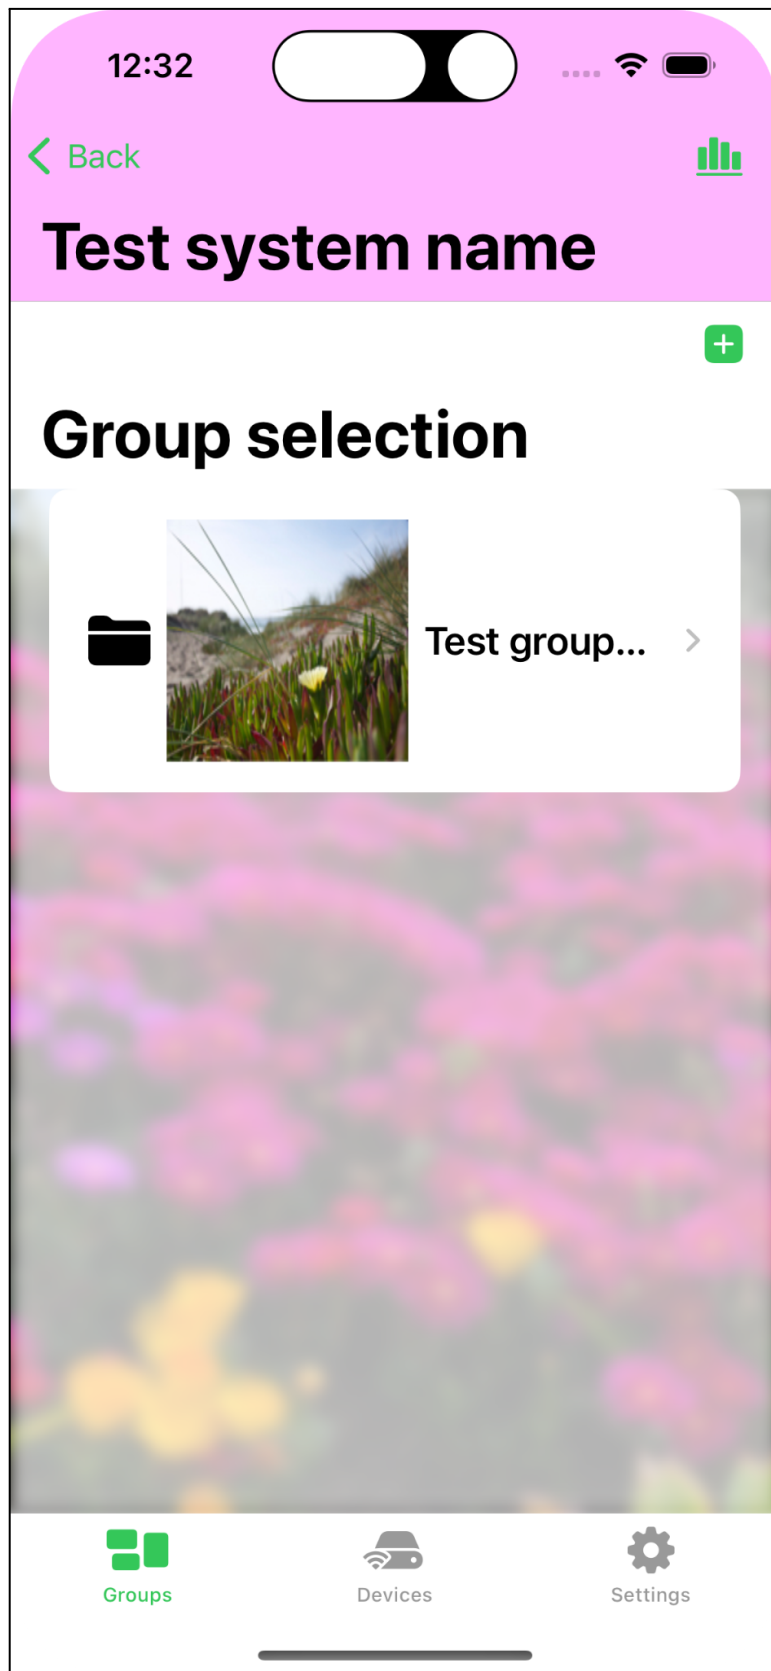 12:32
Back
Test system name
Group selection
Test group...
Groups
Devices
Settings